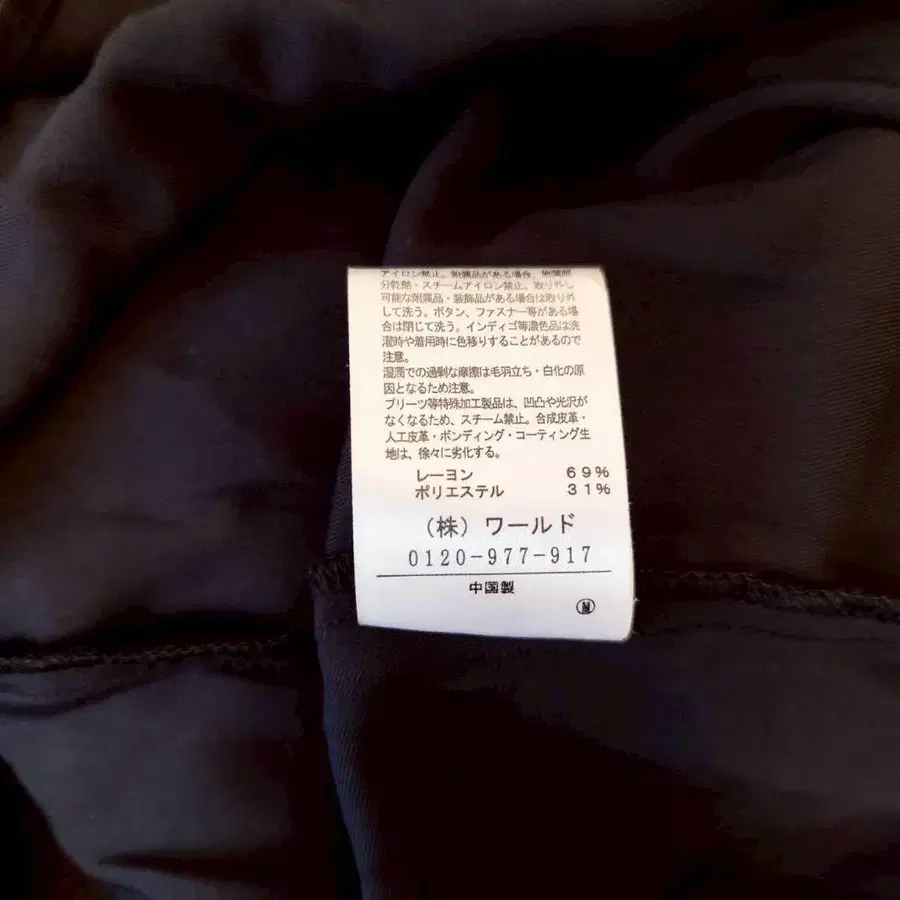 アイロン禁止。附属品がある場合、附属部
分乾熱・スチームアイロン禁止。取り外し
可能な附属品・装飾品がある場合は取り外
して洗う。ボタン、ファスナー等がある場
合は閉じて洗う。インディゴ等濃色品は洗
濯時や着用時に色移りすることがあるので
注意。
湿潤での過剰な摩擦は毛羽立ち・白化の原
因となるため注意。
プリーツ等特殊加工製品は、凹凸や光沢が
なくなるため、スチーム禁止。合成皮革・
人工皮革・ボンディング・コーティング生
地は、徐々に劣化する。
レーヨン 69%
ポリエステル 31%
(株)ワールド
0120-977-917
中国製